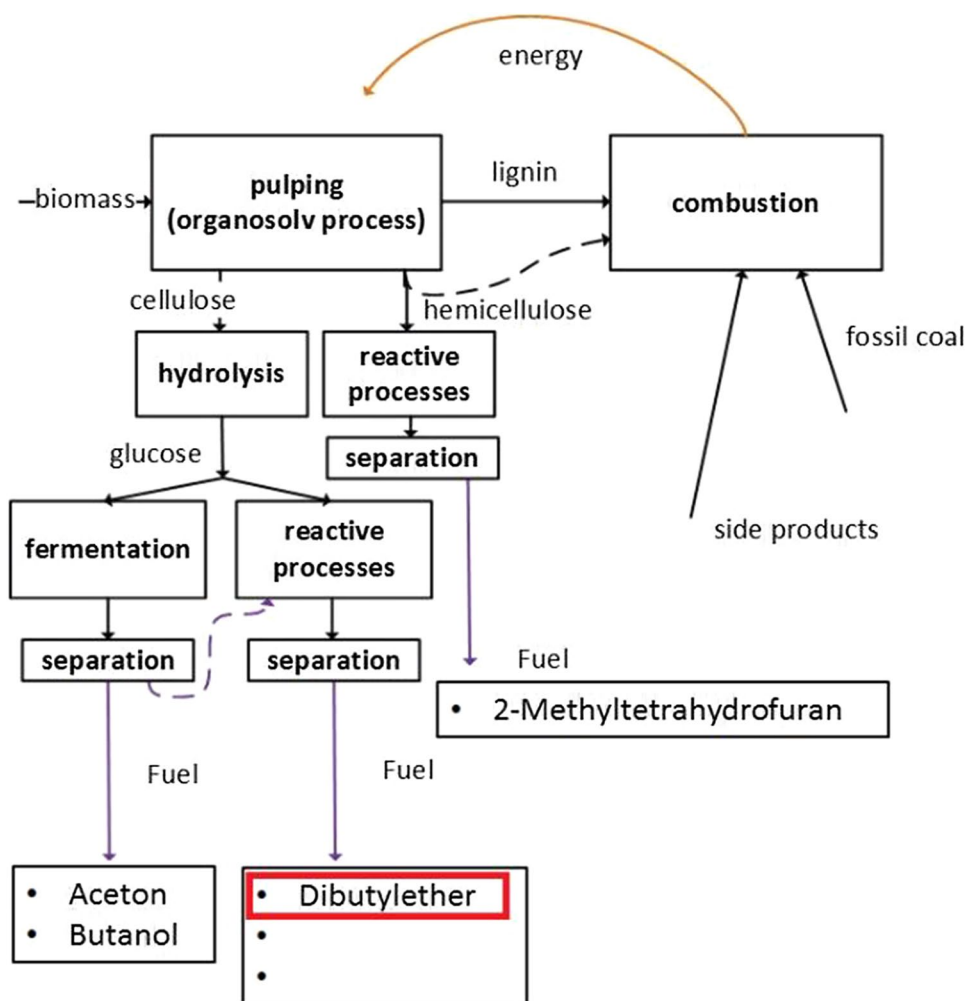 energy
pulping
(organosolv process)
lignin
combustion
biomass
cellulose
hemicellulose
fossil coal
hydrolysis
reactive
processes
glucose
separation
fermentation
reactive
processes
side products
separation
separation
Fuel
• 2-Methyltetrahydrofuran
Fuel
Fuel
• Aceton
• Butanol
• Dibutylether
•
•